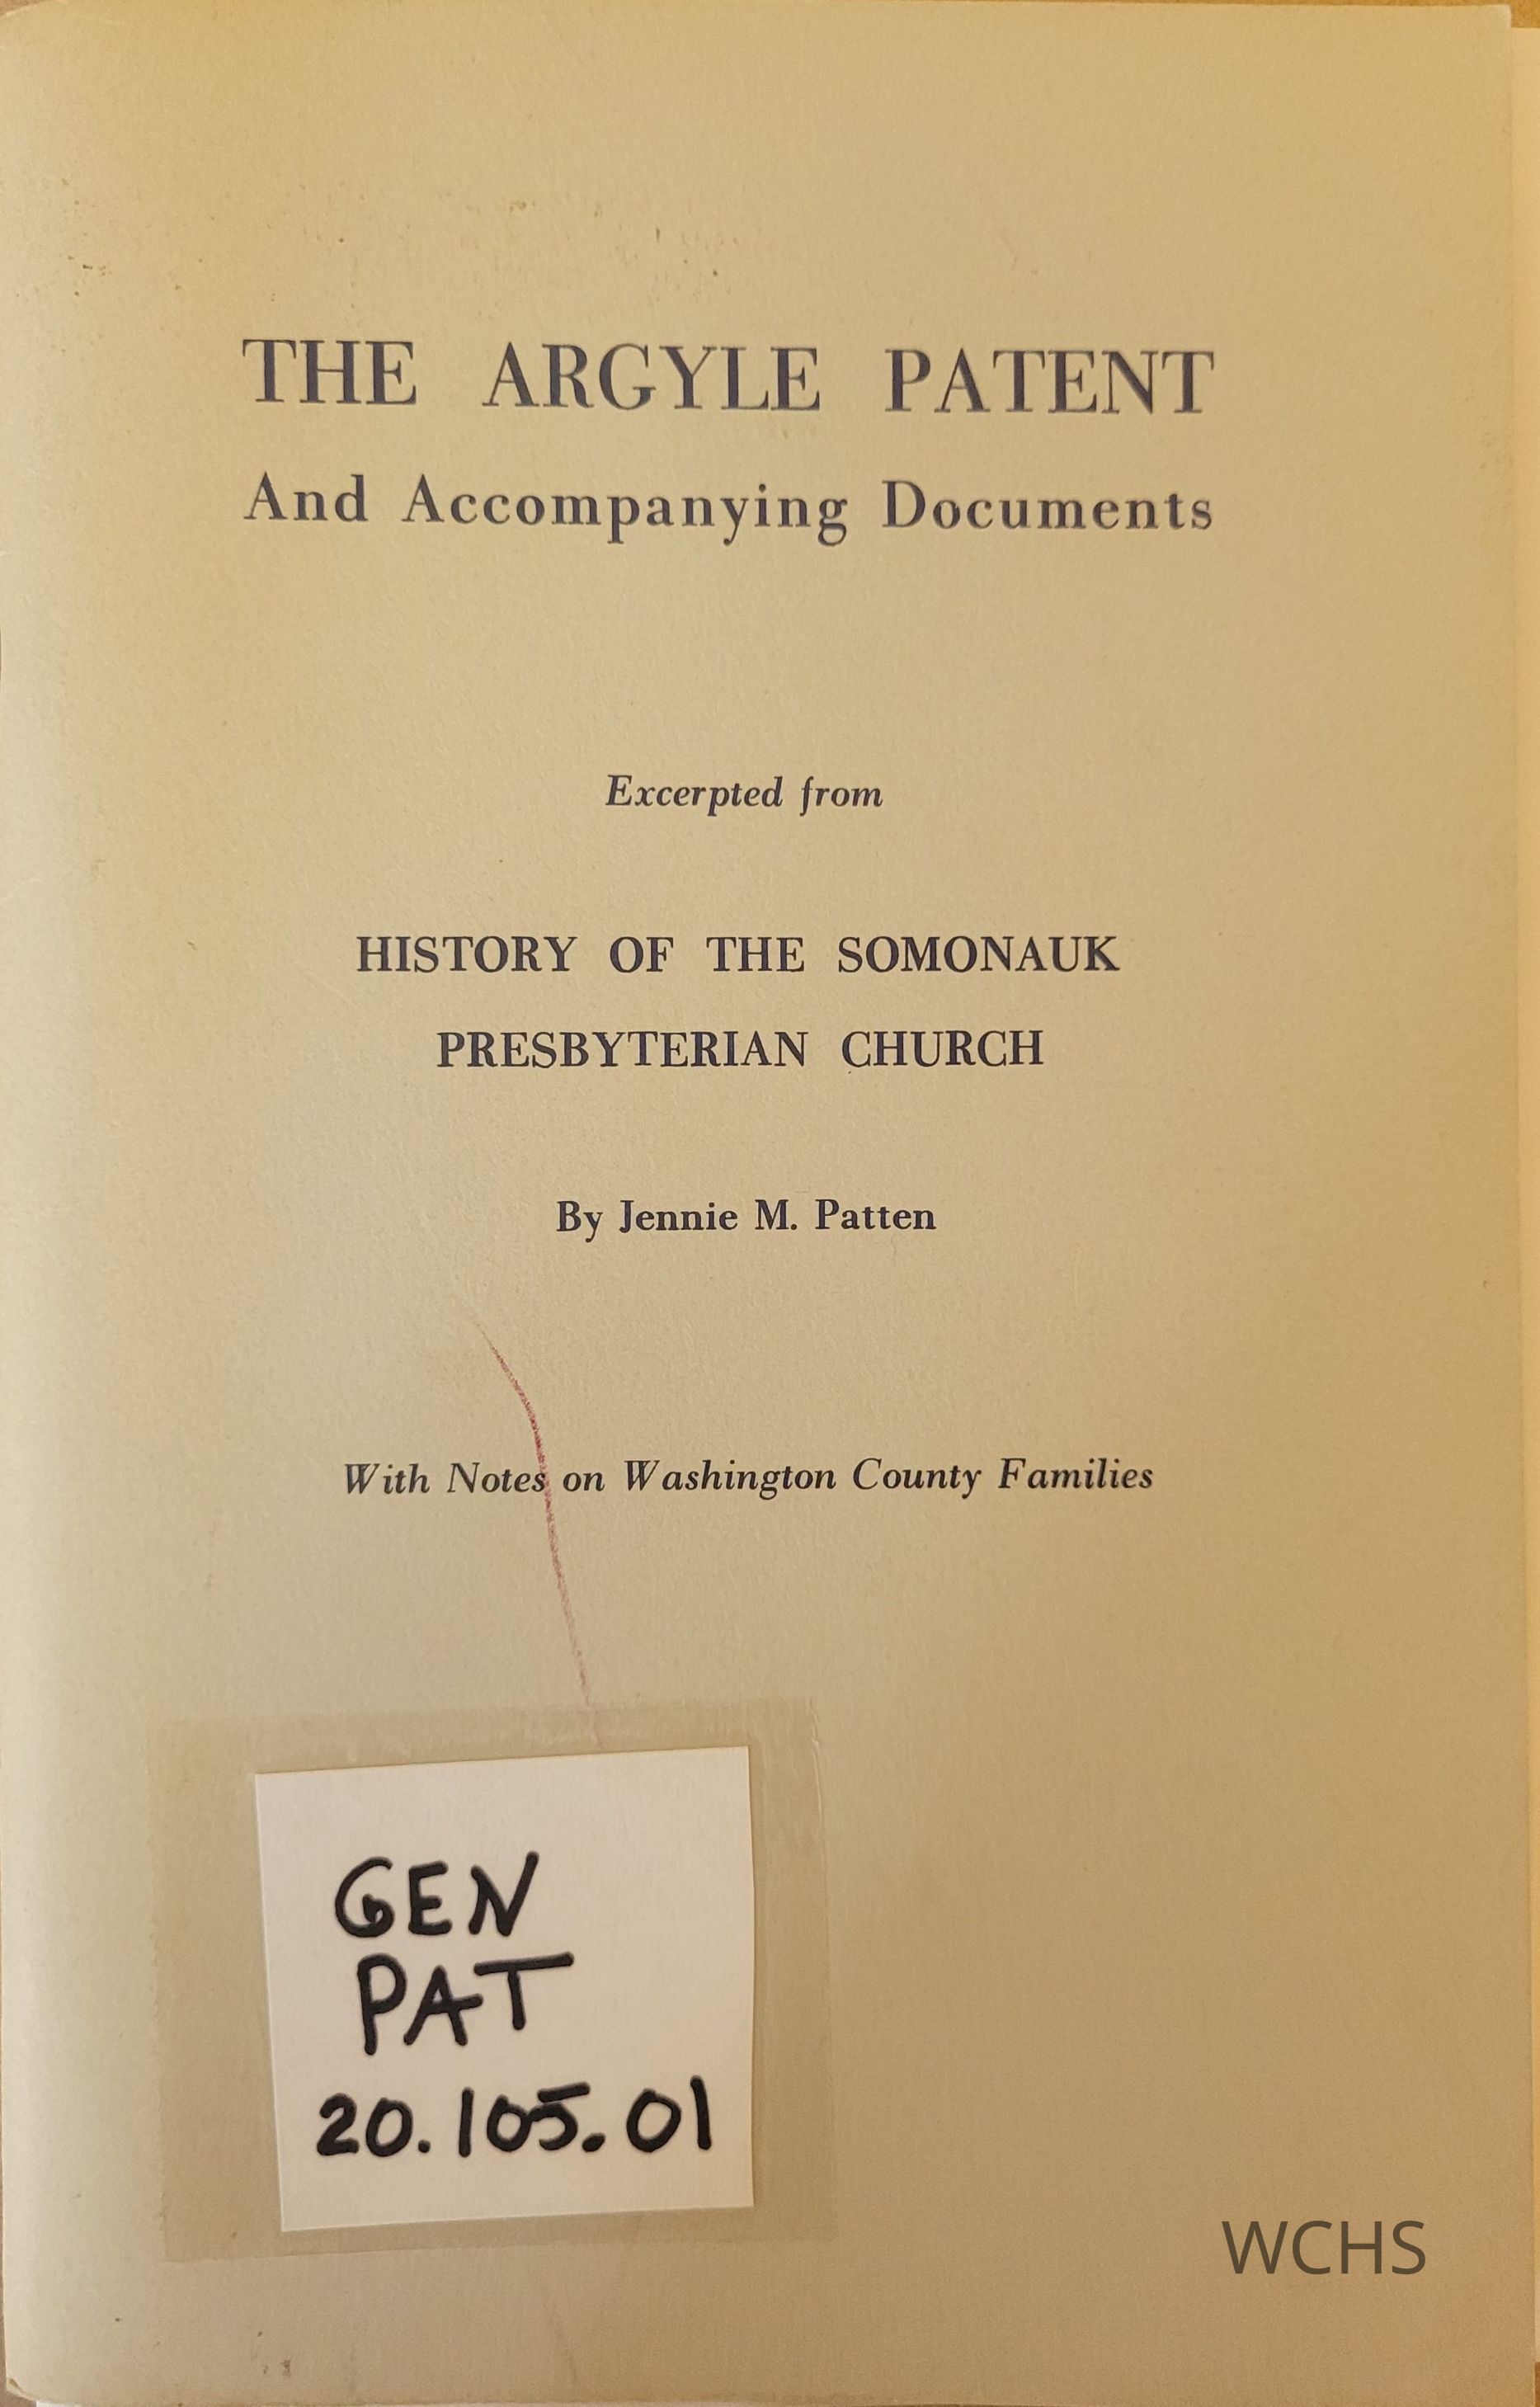 THE ARGYLE PATENT
And Accompanying Documents
Excerpted from
HISTORY OF THE SOMONAUK
PRESBYTERIAN CHURCH
By Jennie M. Patten
With Notes on Washington County Families
GEN
PAT
20.105.01
WCHS